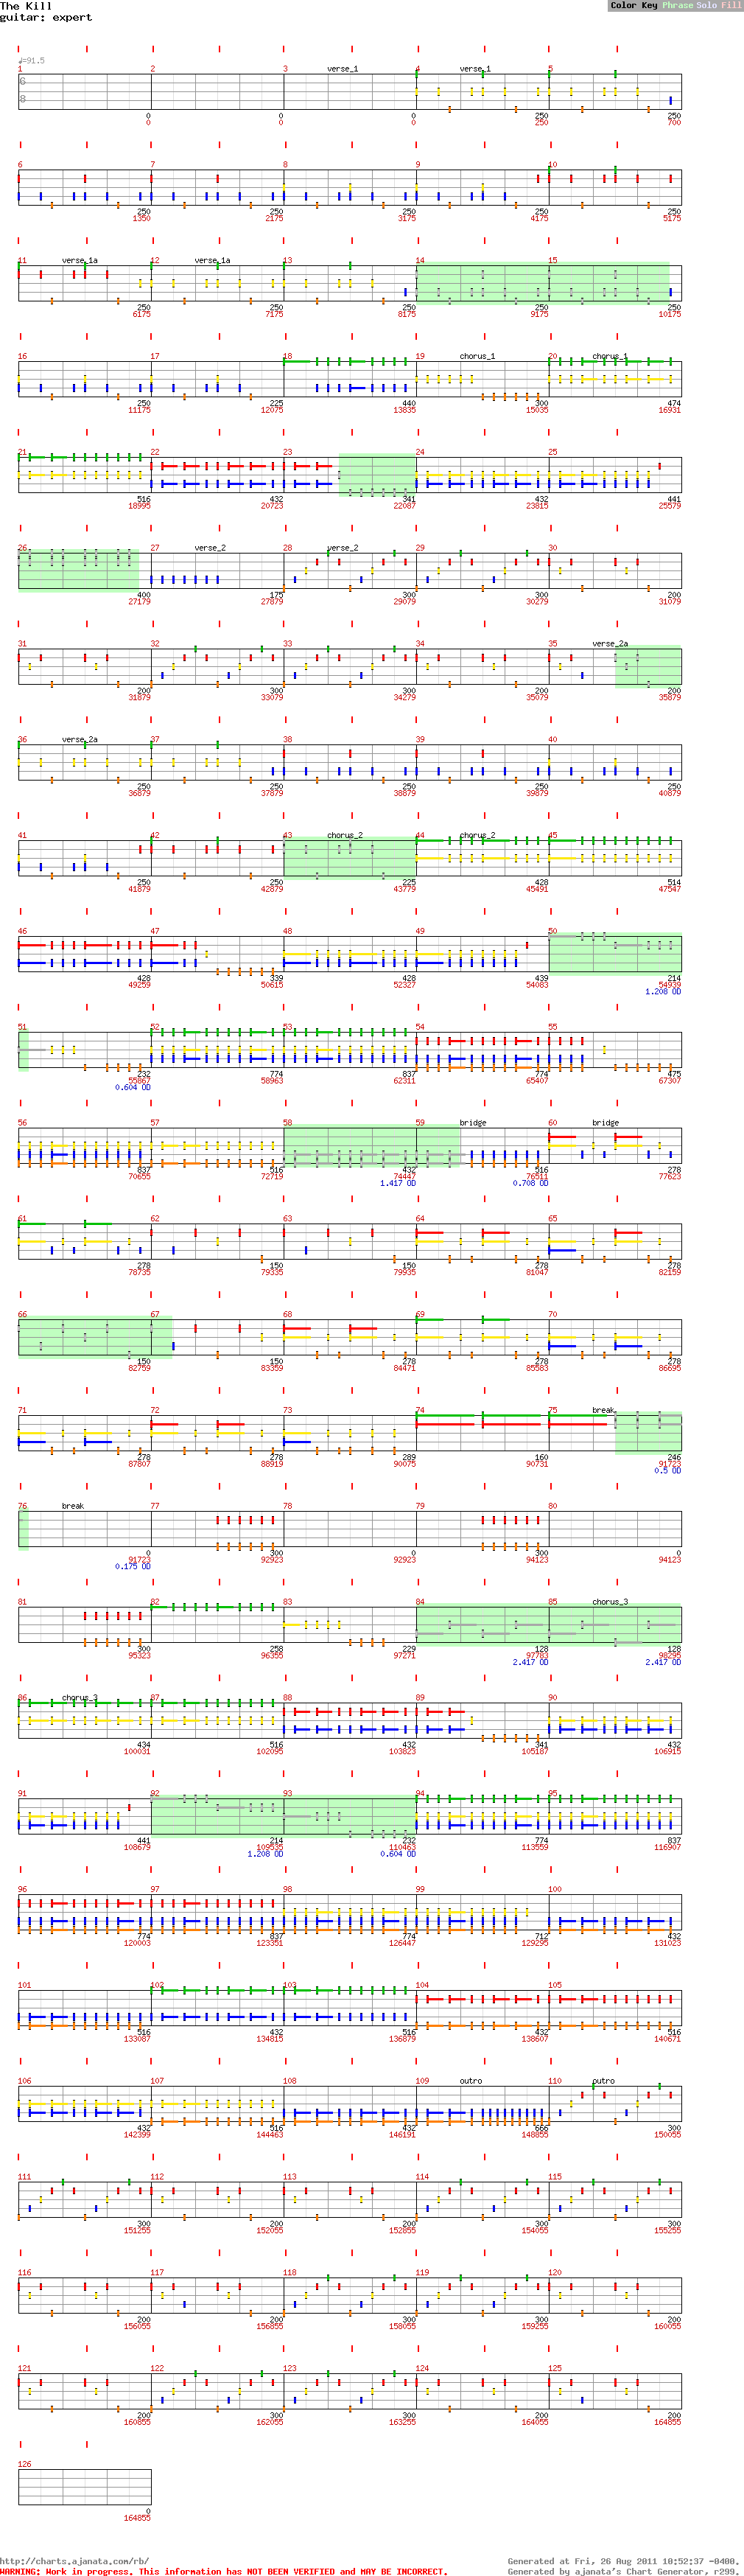 The Kill
guitar: expert
Color Key Phrase Solo Fill
♩=91.5
1 2 3 verse_1 4 verse_1 5
6
8
0 0 0 250 250
0 0 0 250 700
6 7 8 9 10
250 250 250 250 250
1350 2175 3175 4175 5175
11 verse_1a 12 verse_1a 13 14 15
250 250 250 250 250
6175 7175 8175 9175 10175
16 17 18 19 chorus_1 20 chorus_1
250 225 440 300 474
11175 12075 13835 15035 16931
21 22 23 24 25
516 432 341 432 441
18995 20723 22087 23815 25579
26 27 verse_2 28 verse_2 29 30
400 175 300 300 200
27179 27879 29079 30279 31079
31 32 33 34 35 verse_2a
200 300 300 200 200
31879 33079 34279 35079 35879
36 verse_2a 37 38 39 40
250 250 250 250 250
36879 37879 38879 39879 40879
41 42 43 chorus_2 44 chorus_2 45
250 250 225 428 514
41879 42879 43779 45491 47547
46 47 48 49 50
428 339 428 439 214
49259 50615 52327 54083 54939
1.208 OD
51 52 53 54 55
232 774 837 774 475
55867 58963 62311 65407 67307
0.604 OD
56 57 58 59 bridge 60 bridge
837 516 432 516 278
70655 72719 74447 76511 77623
1.417 OD 0.708 OD
61 62 63 64 65
278 150 150 278 278
78735 79335 79935 81047 82159
66 67 68 69 70
150 150 278 278 278
82759 83359 84471 85583 86695
71 72 73 74 75 break
278 278 289 160 246
87807 88919 90075 90731 91723
0.5 OD
76 break 77 78 79 80
0 300 0 300 0
91723 92923 92923 94123 94123
0.175 OD
81 82 83 84 85 chorus_3
300 258 229 128 128
95323 96355 97271 97783 98295
2.417 OD 2.417 OD
86 chorus_3 87 88 89 90
434 516 432 341 432
100031 102095 103823 105187 106915
91 92 93 94 95
441 214 232 774 837
108679 109535 110463 113559 116907
1.208 OD 0.604 OD
96 97 98 99 100
774 837 774 712 432
120003 123351 126447 129295 131023
101 102 103 104 105
516 432 516 432 516
133087 134815 136879 138607 140671
106 107 108 109 outro 110 outro
432 516 432 666 300
142399 144463 146191 148855 150055
111 112 113 114 115
300 200 200 300 300
151255 152055 152855 154055 155255
116 117 118 119 120
200 200 300 300 200
156055 156855 158055 159255 160055
121 122 123 124 125
200 300 300 200 200
160855 162055 163255 164055 164855
126
0
164855
http://charts.ajanata.com/rb/ Generated at Fri, 26 Aug 2011 10:52:37 -0400.
WARNING: Work in progress. This information has NOT BEEN VERIFIED and MAY BE INCORRECT. Generated by ajanata's Chart Generator, r299.